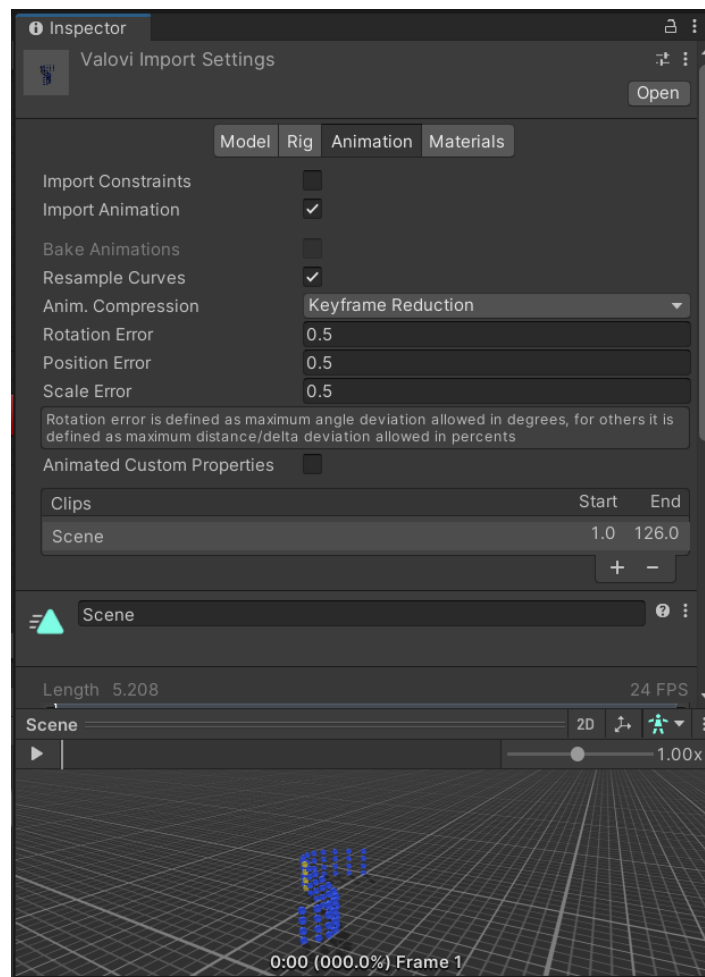 Inspector
Valovi Import Settings
Open
Model Rig Animation Materials
Import Constraints
Import Animation
Bake Animations
Resample Curves
Anim. Compression Keyframe Reduction
Rotation Error 0.5
Position Error 0.5
Scale Error 0.5
Rotation error is defined as maximum angle deviation allowed in degrees, for others it is
defined as maximum distance/delta deviation allowed in percents
Animated Custom Properties
Clips Start End
Scene 1.0 126.0
+ −
Scene
Length 5.208 24 FPS
Scene 2D
1.00x
0:00 (000.0%) Frame 1